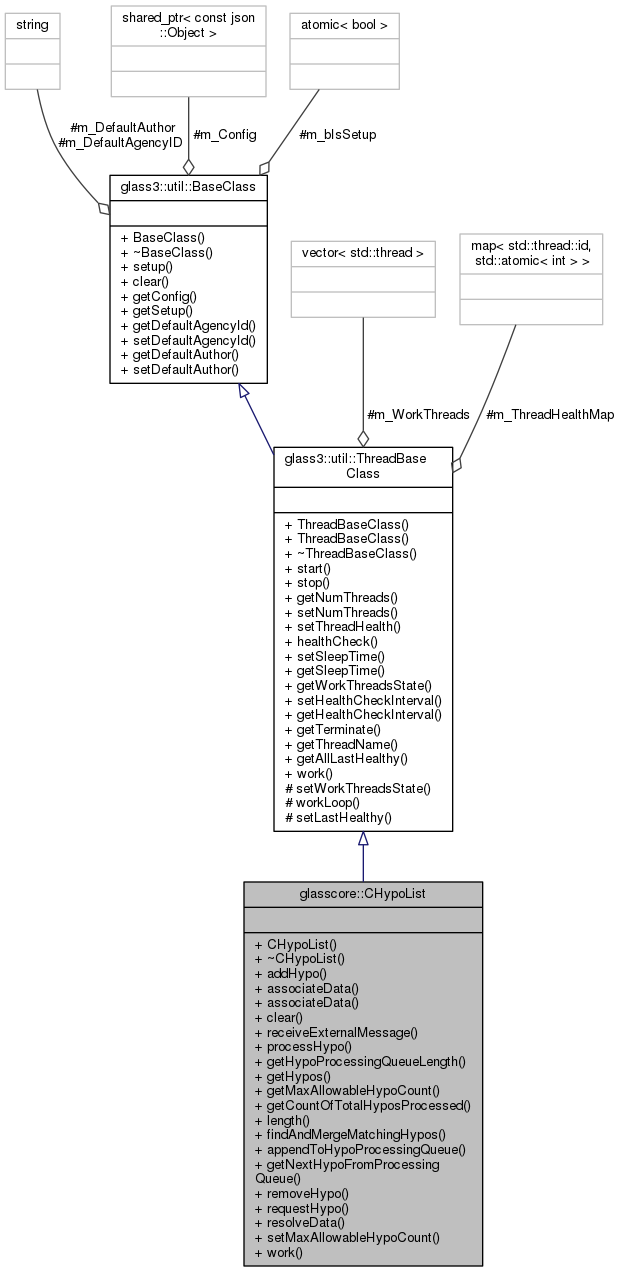 string
shared_ptr< const json
::Object >
atomic< bool >
#m_DefaultAuthor
#m_DefaultAgencyID
#m_Config
#m_bIsSetup
glass3::util::BaseClass
+ BaseClass()
+ ~BaseClass()
+ setup()
+ clear()
+ getConfig()
+ getSetup()
+ getDefaultAgencyId()
+ setDefaultAgencyId()
+ getDefaultAuthor()
+ setDefaultAuthor()
vector< std::thread >
map< std::thread::id,
std::atomic< int > >
#m_WorkThreads
#m_ThreadHealthMap
glass3::util::ThreadBase
Class
+ ThreadBaseClass()
+ ThreadBaseClass()
+ ~ThreadBaseClass()
+ start()
+ stop()
+ getNumThreads()
+ setNumThreads()
+ setThreadHealth()
+ healthCheck()
+ setSleepTime()
+ getSleepTime()
+ getWorkThreadsState()
+ setHealthCheckInterval()
+ getHealthCheckInterval()
+ getTerminate()
+ getThreadName()
+ getAllLastHealthy()
+ work()
# setWorkThreadsState()
# workLoop()
# setLastHealthy()
glasscore::CHypoList
+ CHypoList()
+ ~CHypoList()
+ addHypo()
+ associateData()
+ associateData()
+ clear()
+ receiveExternalMessage()
+ processHypo()
+ getHypoProcessingQueueLength()
+ getHypos()
+ getMaxAllowableHypoCount()
+ getCountOfTotalHyposProcessed()
+ length()
+ findAndMergeMatchingHypos()
+ appendToHypoProcessingQueue()
+ getNextHypoFromProcessing
Queue()
+ removeHypo()
+ requestHypo()
+ resolveData()
+ setMaxAllowableHypoCount()
+ work()